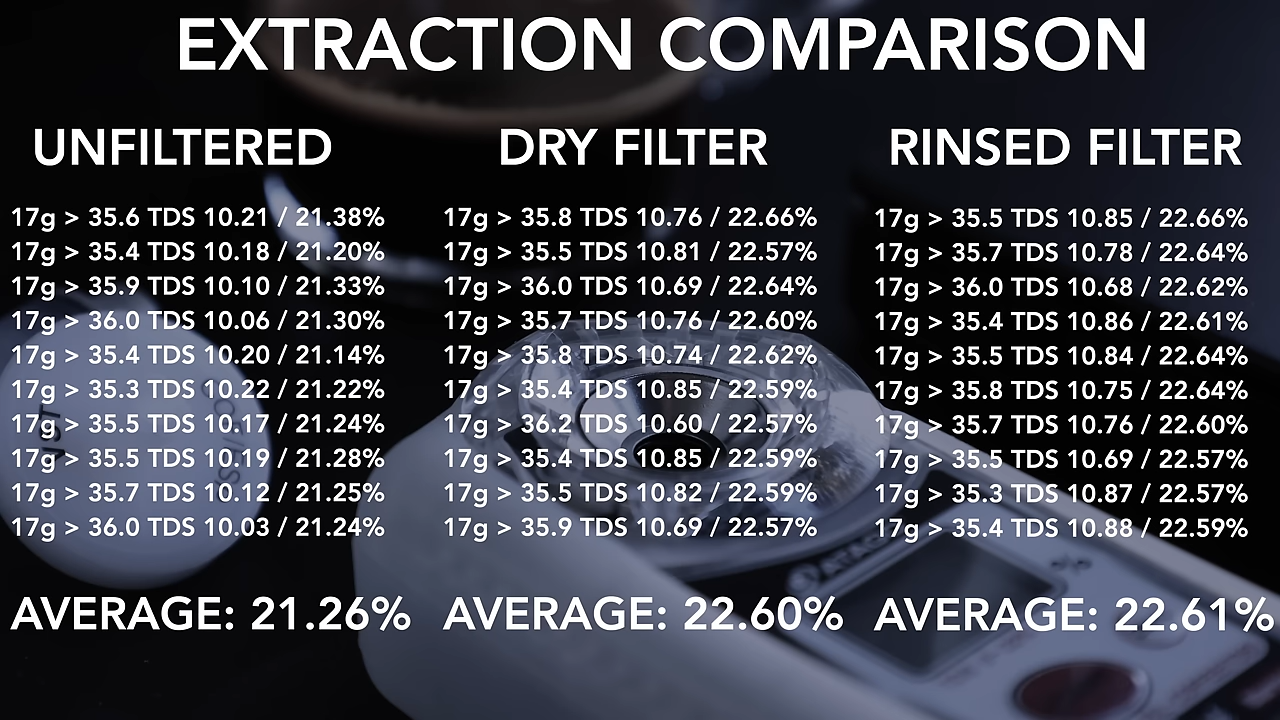 EXTRACTION COMPARISON
UNFILTERED
17g > 35.6 TDS 10.21 / 21.38%
17g > 35.4 TDS 10.18 / 21.20%
17g > 35.9 TDS 10.10 / 21.33%
17g > 36.0 TDS 10.06 / 21.30%
17g > 35.4 TDS 10.20 / 21.14%
17g > 35.3 TDS 10.22 / 21.22%
17g > 35.5 TDS 10.17 / 21.24%
17g > 35.5 TDS 10.19 / 21.28%
17g > 35.7 TDS 10.12 / 21.25%
17g > 36.0 TDS 10.03 / 21.24%
AVERAGE: 21.26%
DRY FILTER
17g > 35.8 TDS 10.76 / 22.66%
17g > 35.5 TDS 10.81 / 22.57%
17g > 36.0 TDS 10.69 / 22.64%
17g > 35.7 TDS 10.76 / 22.60%
17g > 35.8 TDS 10.74 / 22.62%
17g > 35.4 TDS 10.85 / 22.59%
17g > 36.2 TDS 10.60 / 22.57%
17g > 35.4 TDS 10.85 / 22.59%
17g > 35.5 TDS 10.82 / 22.59%
17g > 35.9 TDS 10.69 / 22.57%
AVERAGE: 22.60%
RINSED FILTER
17g > 35.5 TDS 10.85 / 22.66%
17g > 35.7 TDS 10.78 / 22.64%
17g > 36.0 TDS 10.68 / 22.62%
17g > 35.4 TDS 10.86 / 22.61%
17g > 35.5 TDS 10.84 / 22.64%
17g > 35.8 TDS 10.75 / 22.64%
17g > 35.7 TDS 10.76 / 22.60%
17g > 35.5 TDS 10.69 / 22.57%
17g > 35.3 TDS 10.87 / 22.57%
17g > 35.4 TDS 10.88 / 22.59%
AVERAGE: 22.61%